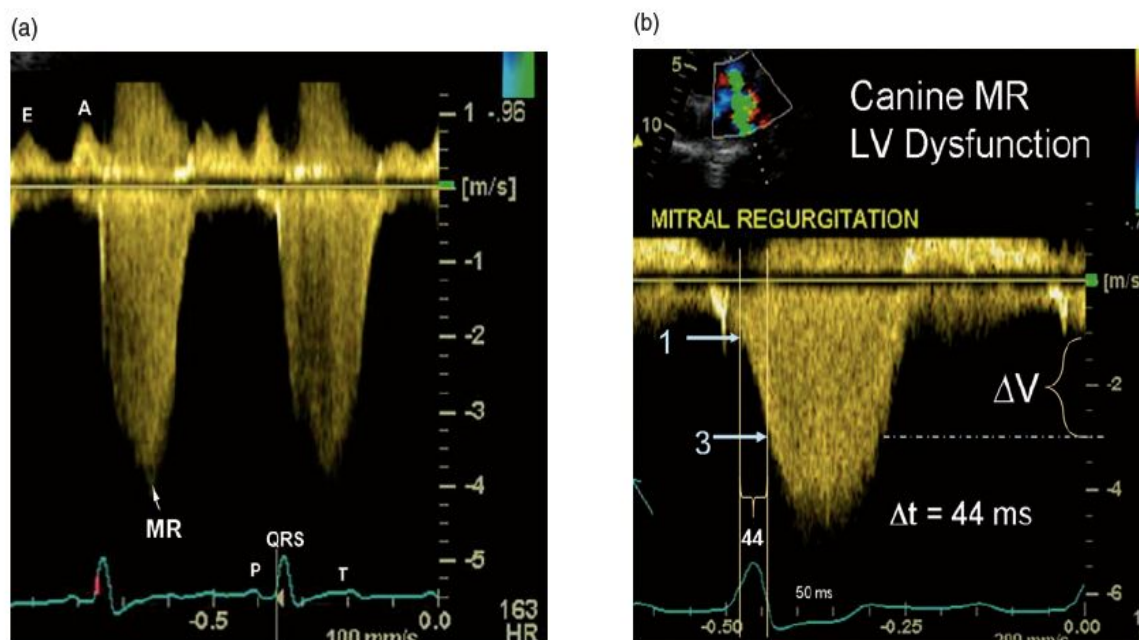 (a)
E
A
1
-.96
[m/s]
-1
-2
-3
-4
MR
QRS
-5
P
T
163
-0.5
0.0
100 mm/s
HR
(b)
5
10
Canine MR
LV Dysfunction
MITRAL REGURGITATION
[m/s
1
ΔV
-2
3
-4
Δt = 44 ms
44
50 ms
-6
-0.50
-0.25
0.00
200 mm/s